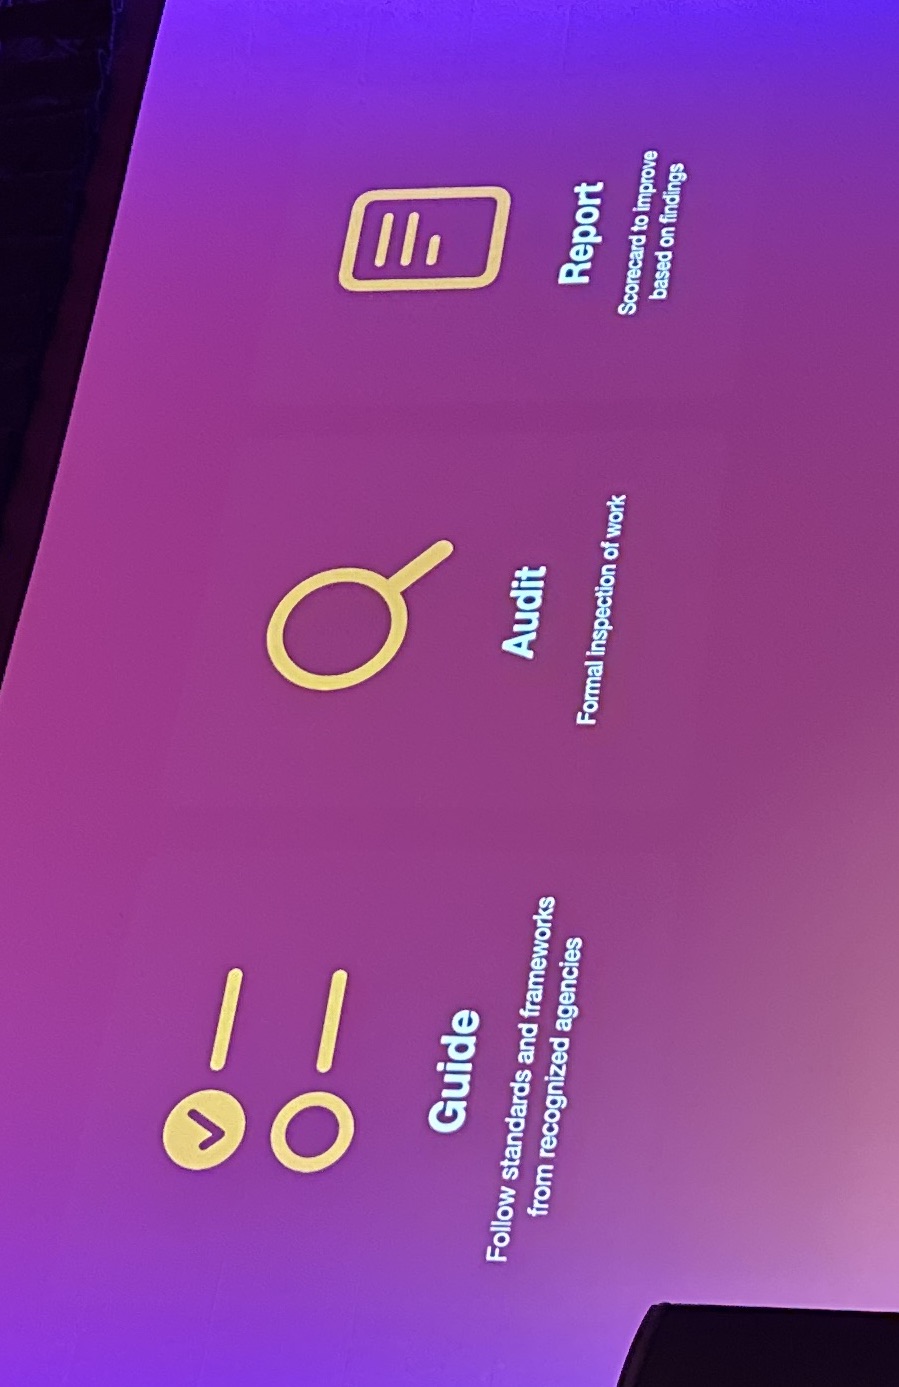 Guide
Follow standards and frameworks
from recognized agencies
Audit
Formal inspection of work
Report
Scorecard to improve
based on findings